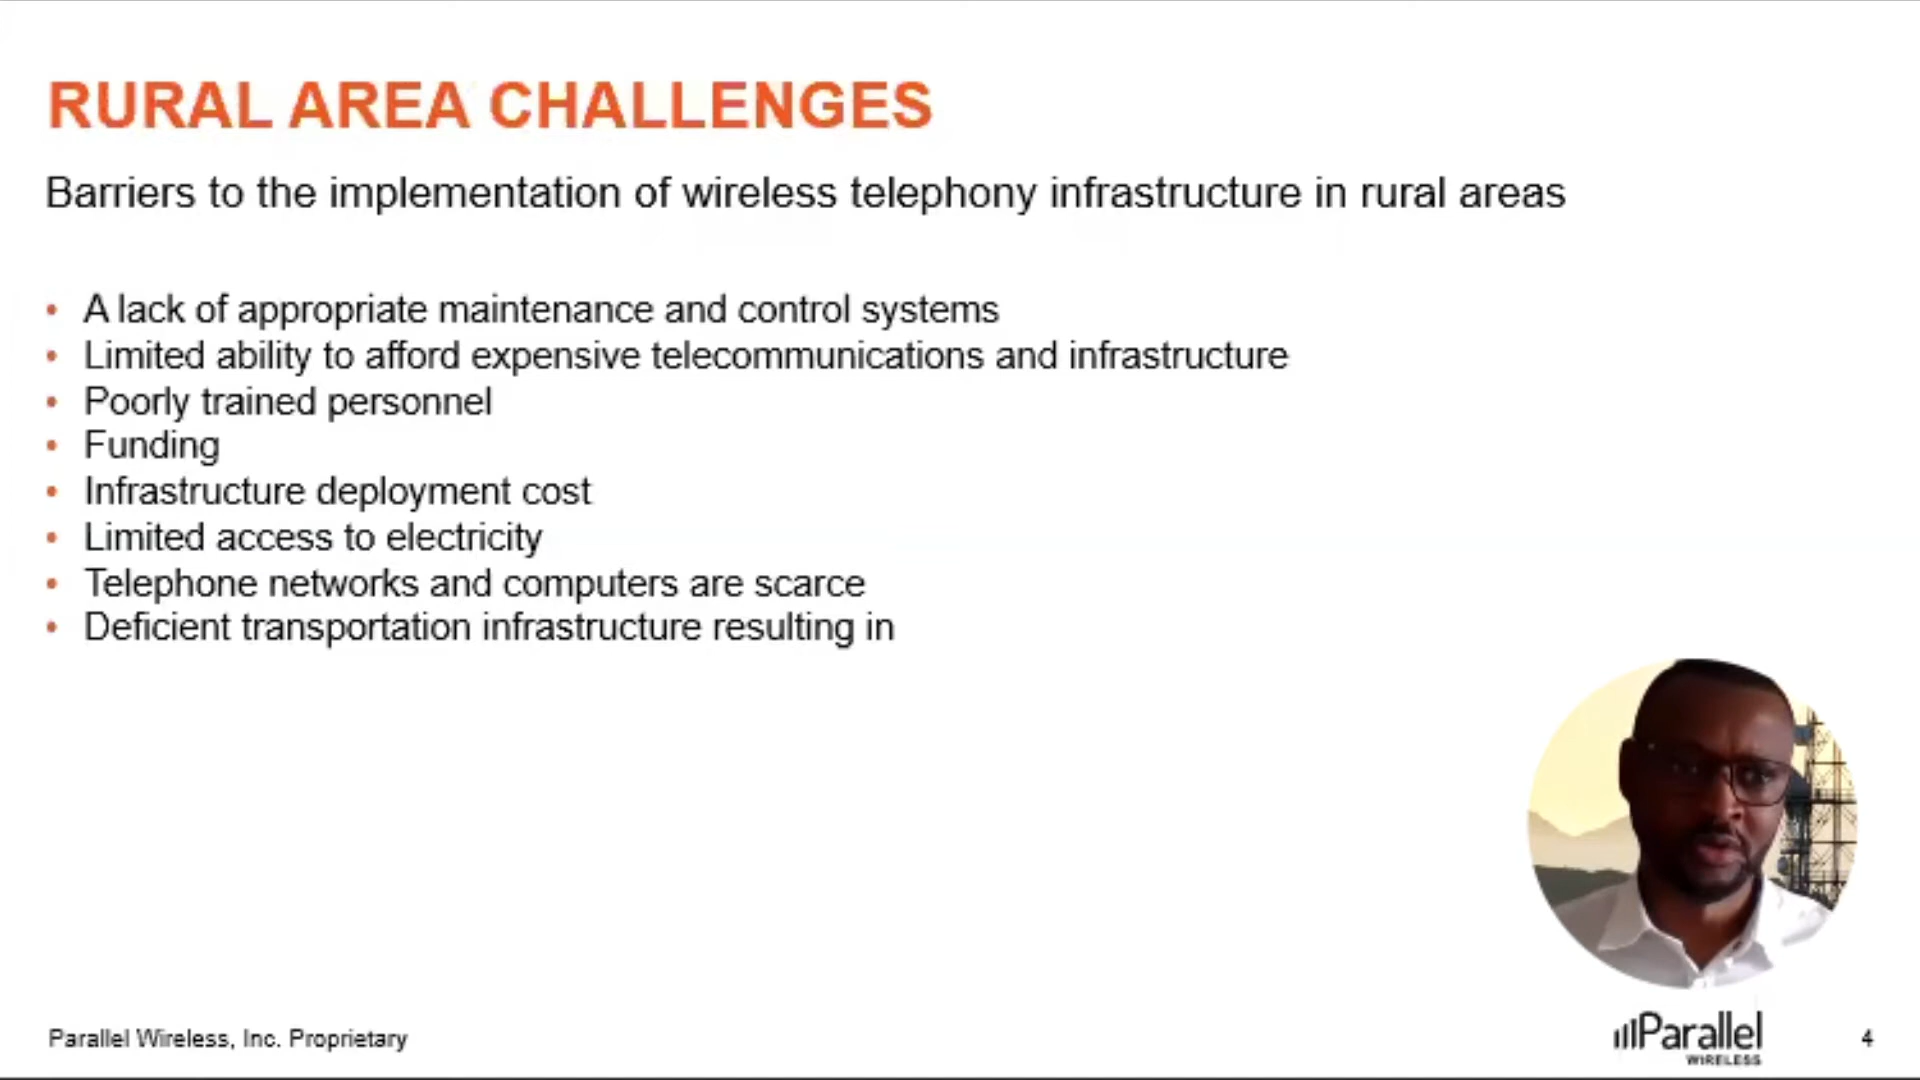 RURAL AREA CHALLENGES
Barriers to the implementation of wireless telephony infrastructure in rural areas
• A lack of appropriate maintenance and control systems
• Limited ability to afford expensive telecommunications and infrastructure
• Poorly trained personnel
• Funding
• Infrastructure deployment cost
• Limited access to electricity
• Telephone networks and computers are scarce
• Deficient transportation infrastructure resulting in
Parallel Wireless, Inc. Proprietary
Parallel
WIRELESS
4